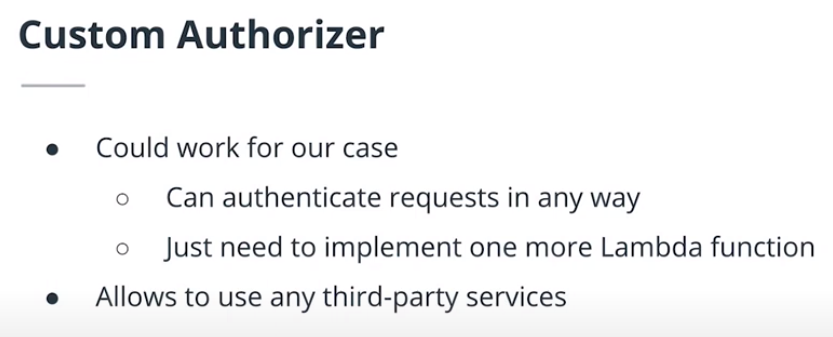 Custom Authorizer
● Could work for our case
○ Can authenticate requests in any way
○ Just need to implement one more Lambda function
● Allows to use any third-party services